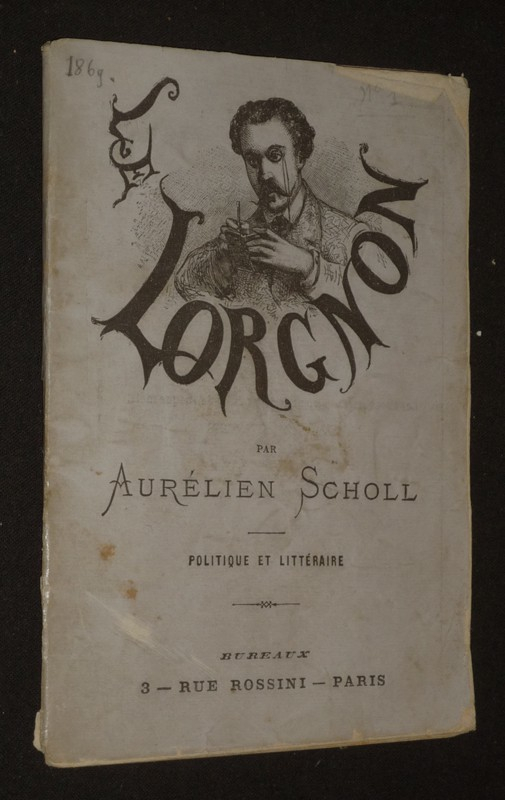 1869.
LE
LORGNON
PAR
AURÉLIEN SCHOLL
POLITIQUE ET LITTÉRAIRE
BUREAUX
3 — RUE ROSSINI — PARIS